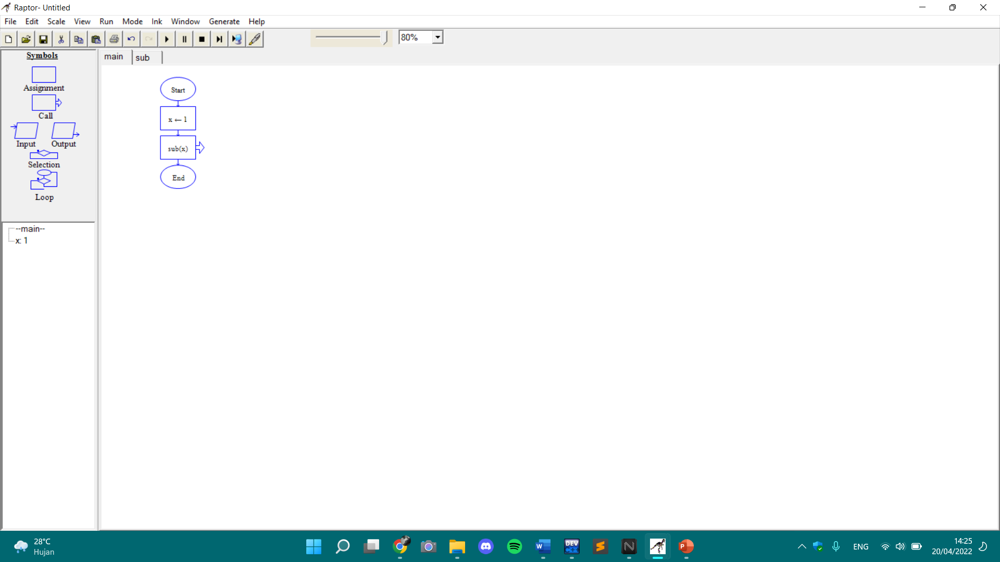 Raptor- Untitled
File Edit Scale View Run Mode Ink Window Generate Help
80%
Symbols
Assignment
Call
Input Output
Selection
Loop
main sub
Start
x ← 1
sub(x)
End
--main--
x: 1
28°C
Hujan
W
DEV
C++
N
P
ENG
14:25
20/04/2022